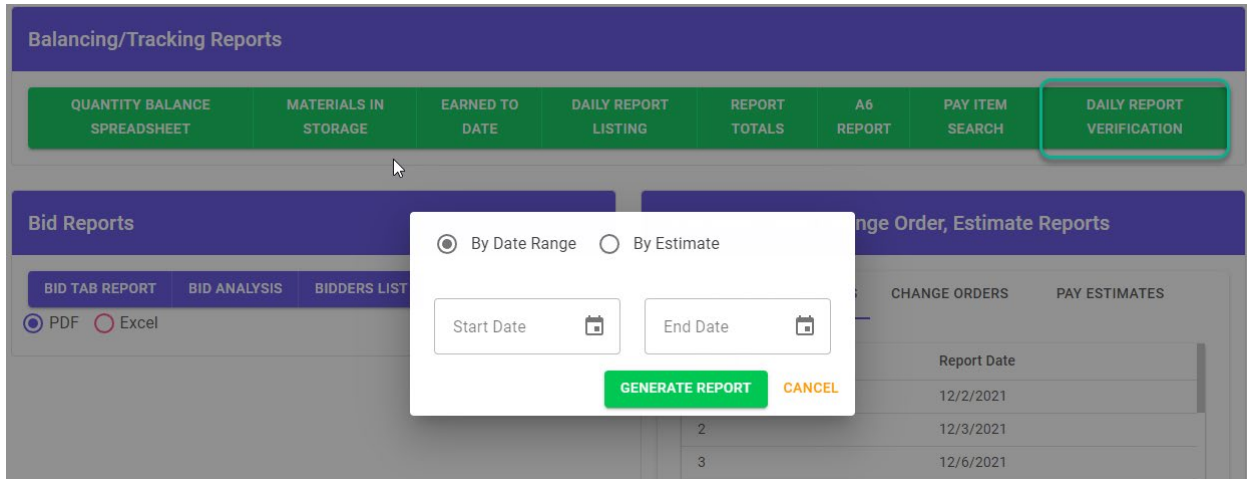 Balancing/Tracking Reports
QUANTITY BALANCE SPREADSHEET
MATERIALS IN STORAGE
EARNED TO DATE
DAILY REPORT LISTING
REPORT TOTALS
A6 REPORT
PAY ITEM SEARCH
DAILY REPORT VERIFICATION
Bid Reports
nge Order, Estimate Reports
BID TAB REPORT
BID ANALYSIS
BIDDERS LIST
PDF
Excel
By Date Range
By Estimate
Start Date
End Date
GENERATE REPORT
CANCEL
CHANGE ORDERS
PAY ESTIMATES
Report Date
12/2/2021
2
12/3/2021
3
12/6/2021